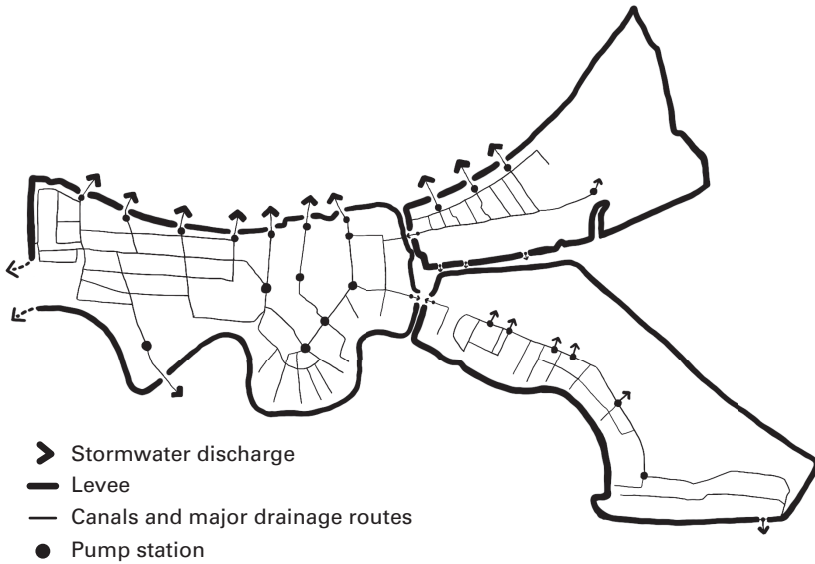 Stormwater discharge
Levee
Canals and major drainage routes
Pump station